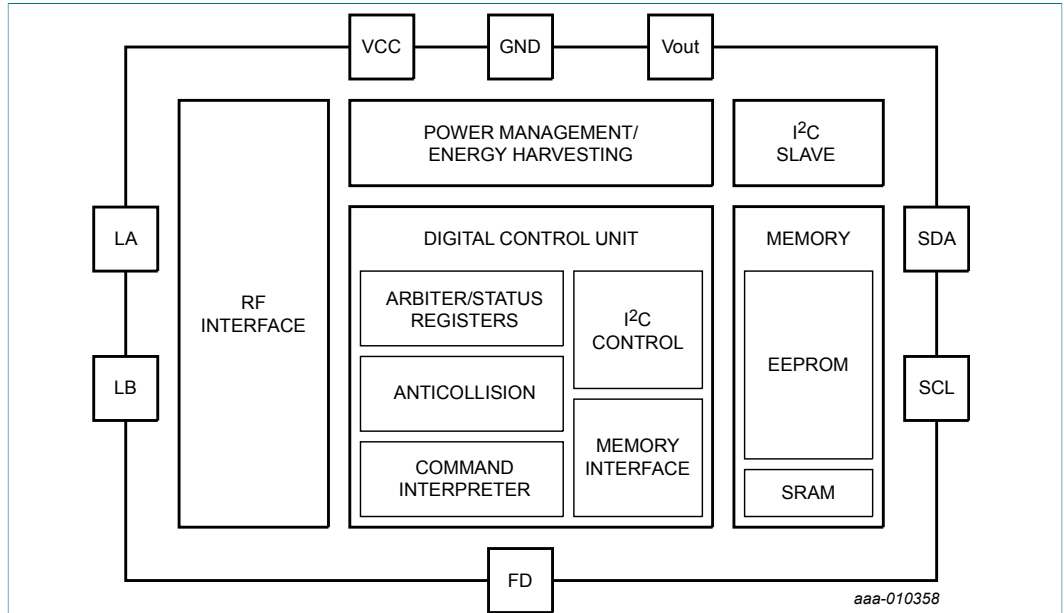 VCC
GND
Vout
POWER MANAGEMENT/
ENERGY HARVESTING
I²C
SLAVE
LA
LB
RF
INTERFACE
DIGITAL CONTROL UNIT
ARBITER/STATUS
REGISTERS
ANTICOLLISION
COMMAND
INTERPRETER
I²C
CONTROL
MEMORY
INTERFACE
MEMORY
EEPROM
SRAM
SDA
SCL
FD
aaa-010358